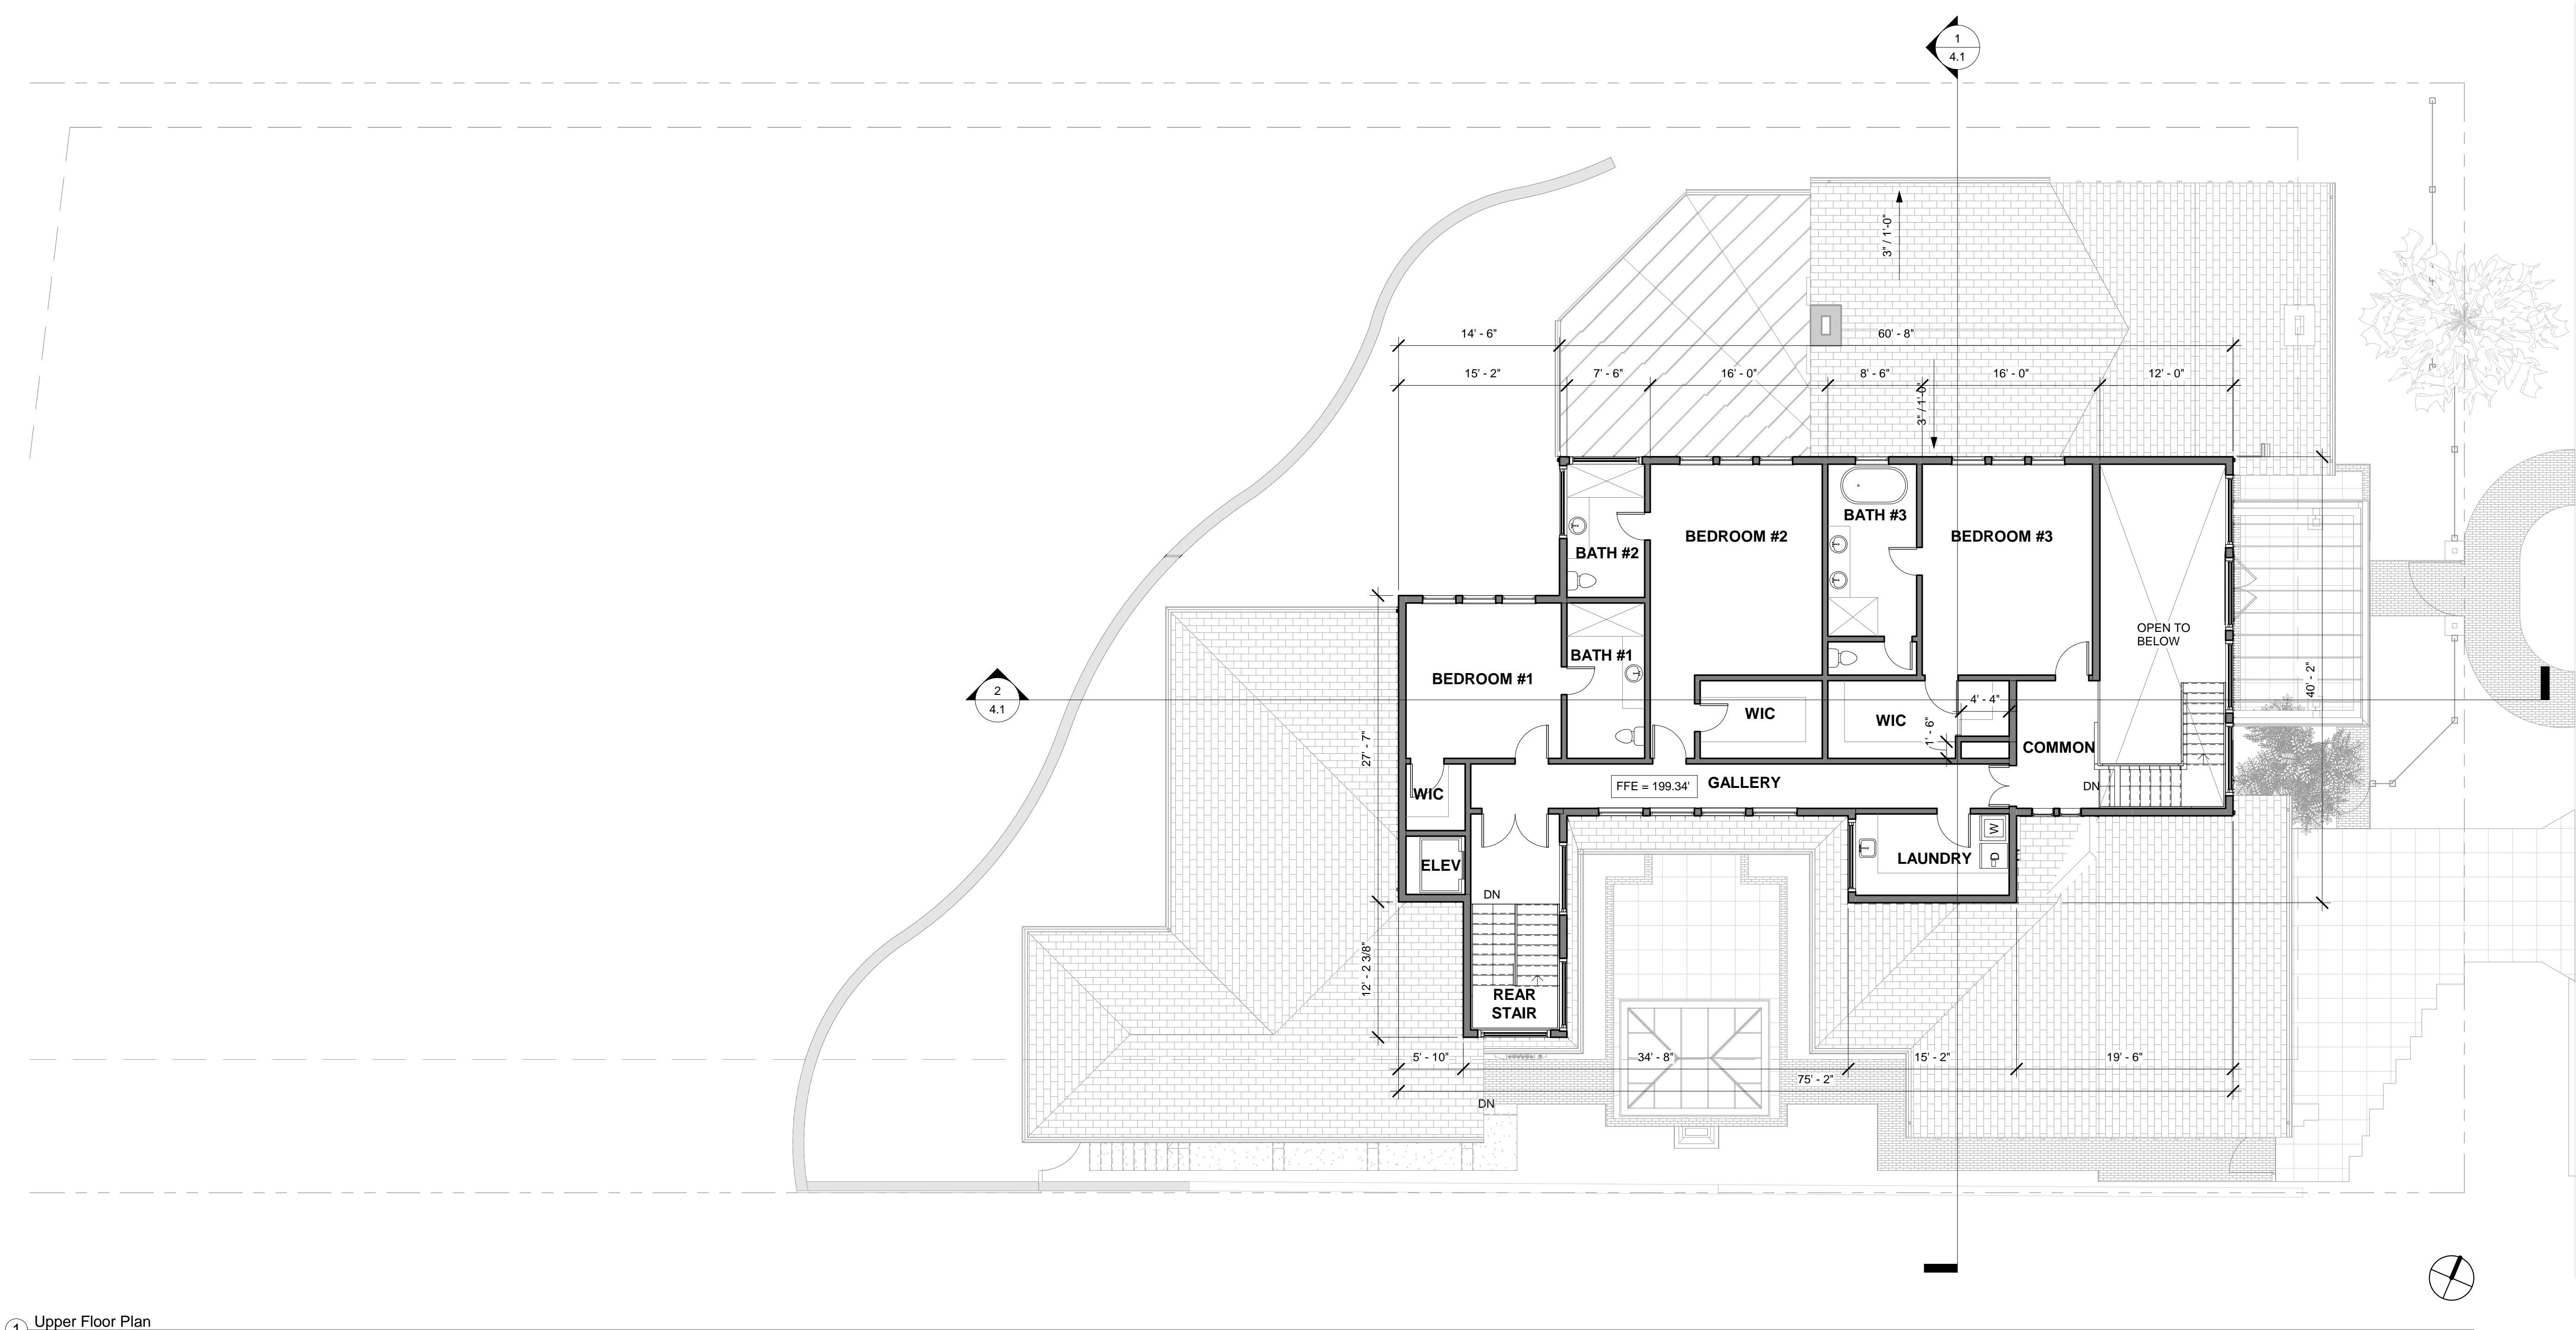 1
4.1
3" / 1'-0"
14' - 6"
60' - 8"
15' - 2"
7' - 6"
16' - 0"
8' - 6"
16' - 0"
12' - 0"
3" / 1'-0"
BATH #3
BEDROOM #2
BEDROOM #3
BATH #2
OPEN TO
BELOW
BATH #1
BEDROOM #1
40' - 2"
2
4.1
4' - 4"
WIC
WIC
1' - 6"
COMMON
27' - 7"
GALLERY
FFE = 199.34'
DN
WIC
W
LAUNDRY
D
ELEV
DN
12' - 2 3/8"
REAR
STAIR
5' - 10"
34' - 8"
15' - 2"
19' - 6"
75' - 2"
DN
Upper Floor Plan
1